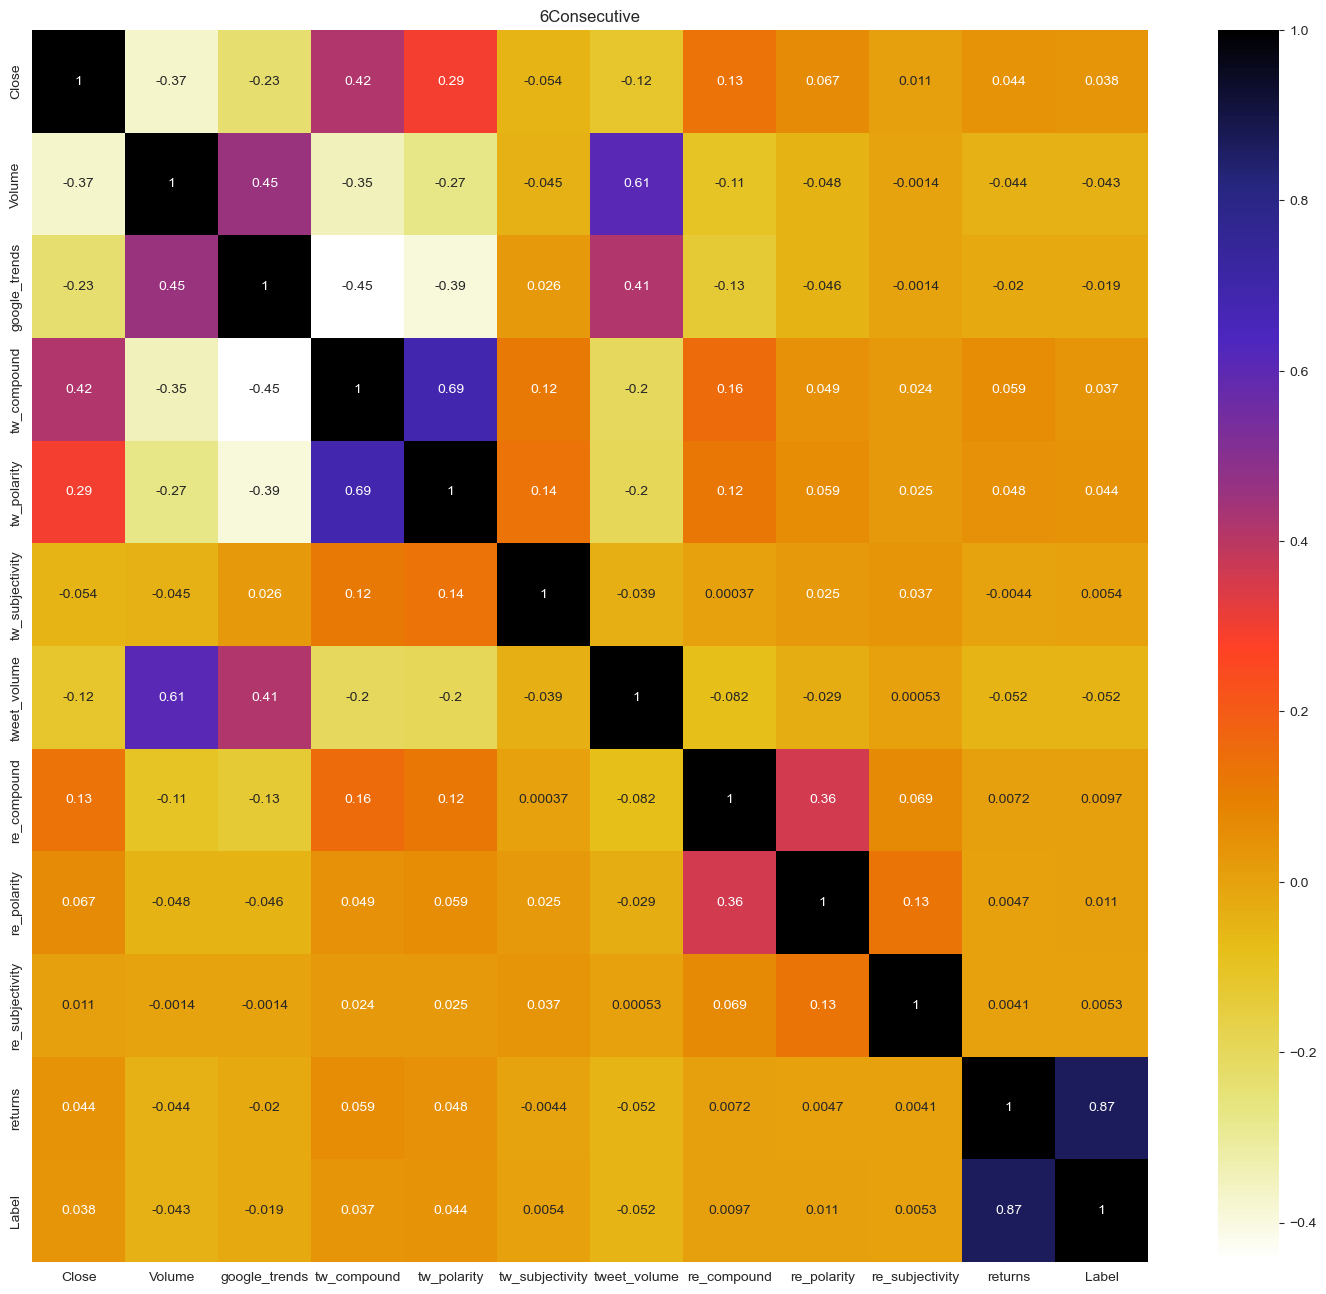 6Consecutive
Close 1 -0.37 -0.23 0.42 0.29 -0.054 -0.12 0.13 0.067 0.011 0.044 0.038
Volume -0.37 1 0.45 -0.35 -0.27 -0.045 0.61 -0.11 -0.048 -0.0014 -0.044 -0.043
google_trends -0.23 0.45 1 -0.45 -0.39 0.026 0.41 -0.13 -0.046 -0.0014 -0.02 -0.019
tw_compound 0.42 -0.35 -0.45 1 0.69 0.12 -0.2 0.16 0.049 0.024 0.059 0.037
tw_polarity 0.29 -0.27 -0.39 0.69 1 0.14 -0.2 0.12 0.059 0.025 0.048 0.044
tw_subjectivity -0.054 -0.045 0.026 0.12 0.14 1 -0.039 0.00037 0.025 0.037 -0.0044 0.0054
tweet_volume -0.12 0.61 0.41 -0.2 -0.2 -0.039 1 -0.082 -0.029 0.00053 -0.052 -0.052
re_compound 0.13 -0.11 -0.13 0.16 0.12 0.00037 -0.082 1 0.36 0.069 0.0072 0.0097
re_polarity 0.067 -0.048 -0.046 0.049 0.059 0.025 -0.029 0.36 1 0.13 0.0047 0.011
re_subjectivity 0.011 -0.0014 -0.0014 0.024 0.025 0.037 0.00053 0.069 0.13 1 0.0041 0.0053
returns 0.044 -0.044 -0.02 0.059 0.048 -0.0044 -0.052 0.0072 0.0047 0.0041 1 0.87
Label 0.038 -0.043 -0.019 0.037 0.044 0.0054 -0.052 0.0097 0.011 0.0053 0.87 1
Close Volume google_trends tw_compound tw_polarity tw_subjectivity tweet_volume re_compound re_polarity re_subjectivity returns Label
1.0
0.8
0.6
0.4
0.2
0.0
−0.2
−0.4